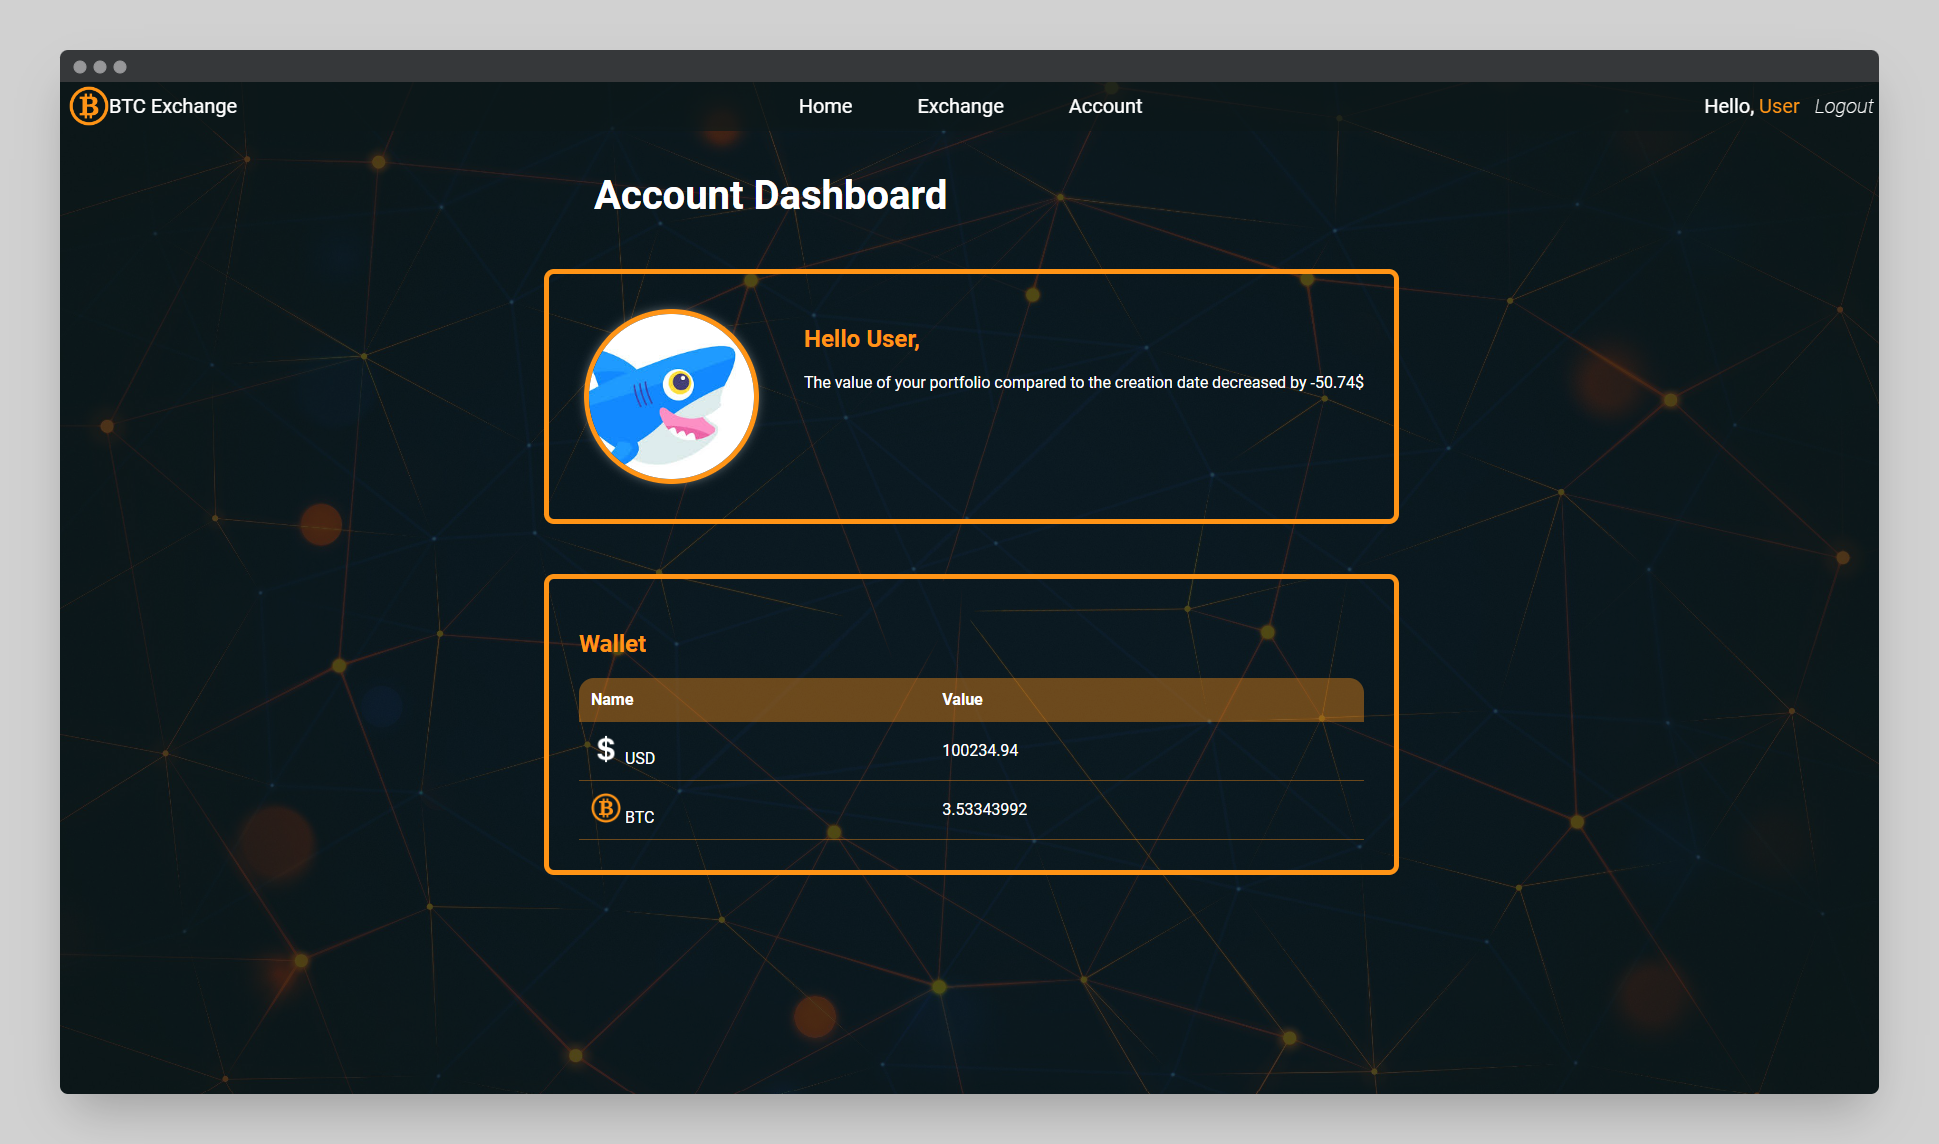 BTC Exchange
Home Exchange Account
Hello, User Logout
Account Dashboard
Hello User,
The value of your portfolio compared to the creation date decreased by -50.74$
Wallet
Name Value
$ USD 100234.94
BTC 3.53343992